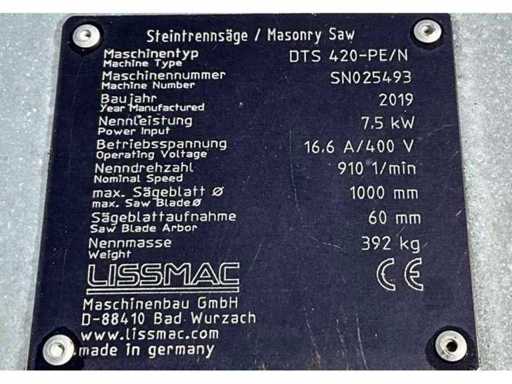 Steintrennsäge / Masonry Saw
Maschinentyp DTS 420-PE/N
Machine Type
Maschinennummer SN025493
Machine Number
Baujahr 2019
Year Manufactured
Nennleistung 7,5 kW
Power Input
Betriebsspannung 16,6 A/400 V
Operating Voltage
Nenndrehzahl 910 1/min
Nominal Speed
max. Sägeblatt Ø 1000 mm
max. Saw Blade Ø
Sägeblattaufnahme 60 mm
Saw Blade Arbor
Nennmasse 392 kg
Weight
LISSMAC CE
Maschinenbau GmbH
D-88410 Bad Wurzach
www.lissmac.com
made in germany